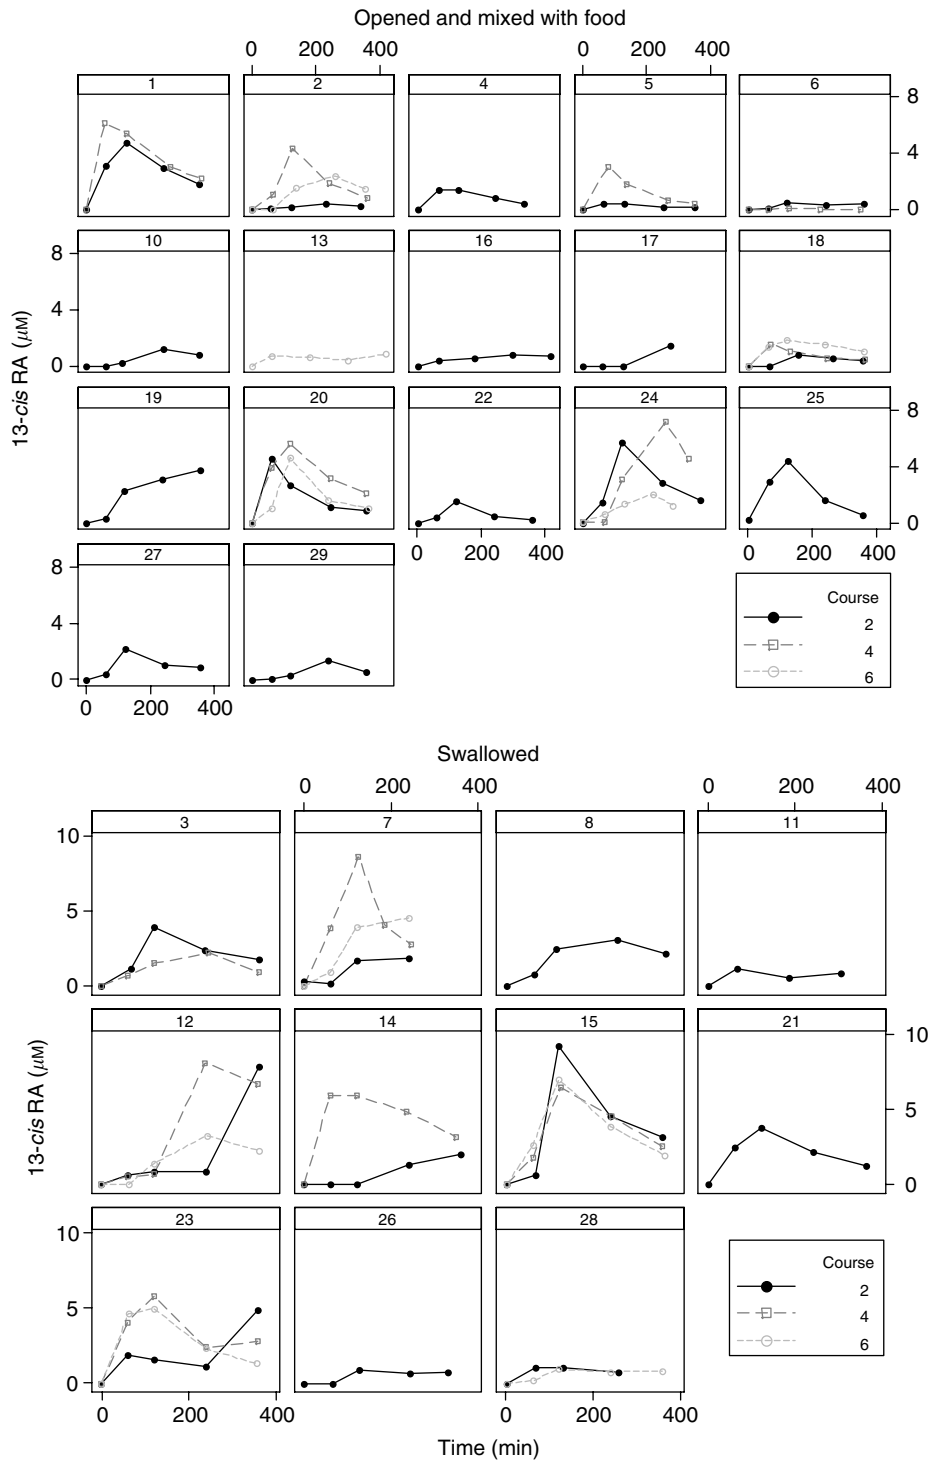 Opened and mixed with food
0 200 400 0 200 400
1 2 4 5 6
8
4
0
10 13 16 17 18
8
4
0
13-cis RA (μM)
19 20 22 24 25
8
4
0
0 200 400 0 200 400
27 29
8
4
0
0 200 400
Course
2
4
6
Swallowed
0 200 400 0 200 400
3 7 8 11
10
5
0
12 14 15 21
10
5
0
13-cis RA (μM)
23 26 28
10
5
0
Course
2
4
6
0 200 400 0 200 400
Time (min)